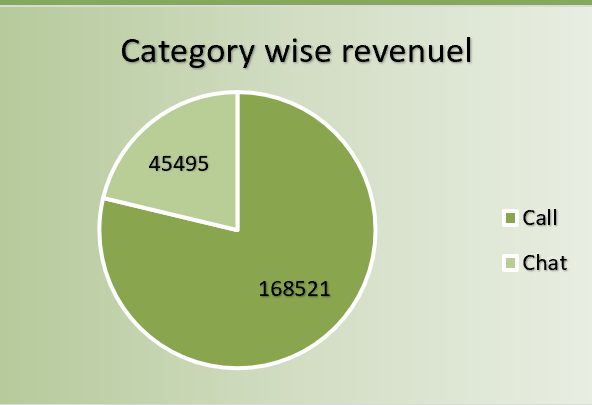 Category wise revenuel
45495
168521
Call
Chat